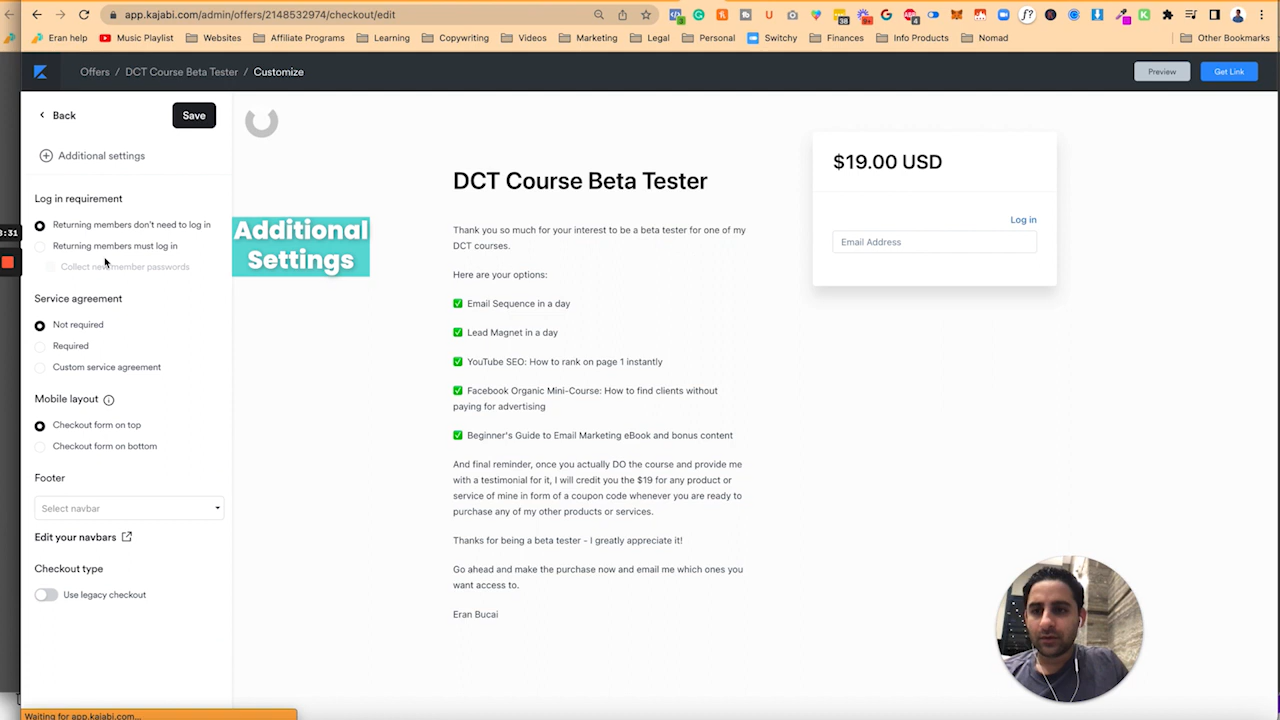 app.kajabi.com/admin/offers/2148532974/checkout/edit
Eran help
Music Playlist
Websites
Affiliate Programs
Learning
Copywriting
Videos
Marketing
Legal
Personal
Switchy
Finances
Info Products
Nomad
Other Bookmarks
Offers / DCT Course Beta Tester / Customize
Preview
Get Link
Back
Save
Additional settings
Log in requirement
Returning members don't need to log in
Returning members must log in
Collect new member passwords
Service agreement
Not required
Required
Custom service agreement
Mobile layout
Checkout form on top
Checkout form on bottom
Footer
Select navbar
Edit your navbars
Checkout type
Use legacy checkout
Waiting for app.kajabi.com...
8:31
Additional
Settings
DCT Course Beta Tester
Thank you so much for your interest to be a beta tester for one of my
DCT courses.
Here are your options:
✅ Email Sequence in a day
✅ Lead Magnet in a day
✅ YouTube SEO: How to rank on page 1 instantly
✅ Facebook Organic Mini-Course: How to find clients without
paying for advertising
✅ Beginner's Guide to Email Marketing eBook and bonus content
And final reminder, once you actually DO the course and provide me
with a testimonial for it, I will credit you the $19 for any product or
service of mine in form of a coupon code whenever you are ready to
purchase any of my other products or services.
Thanks for being a beta tester - I greatly appreciate it!
Go ahead and make the purchase now and email me which ones you
want access to.
Eran Bucai
$19.00 USD
Log in
Email Address